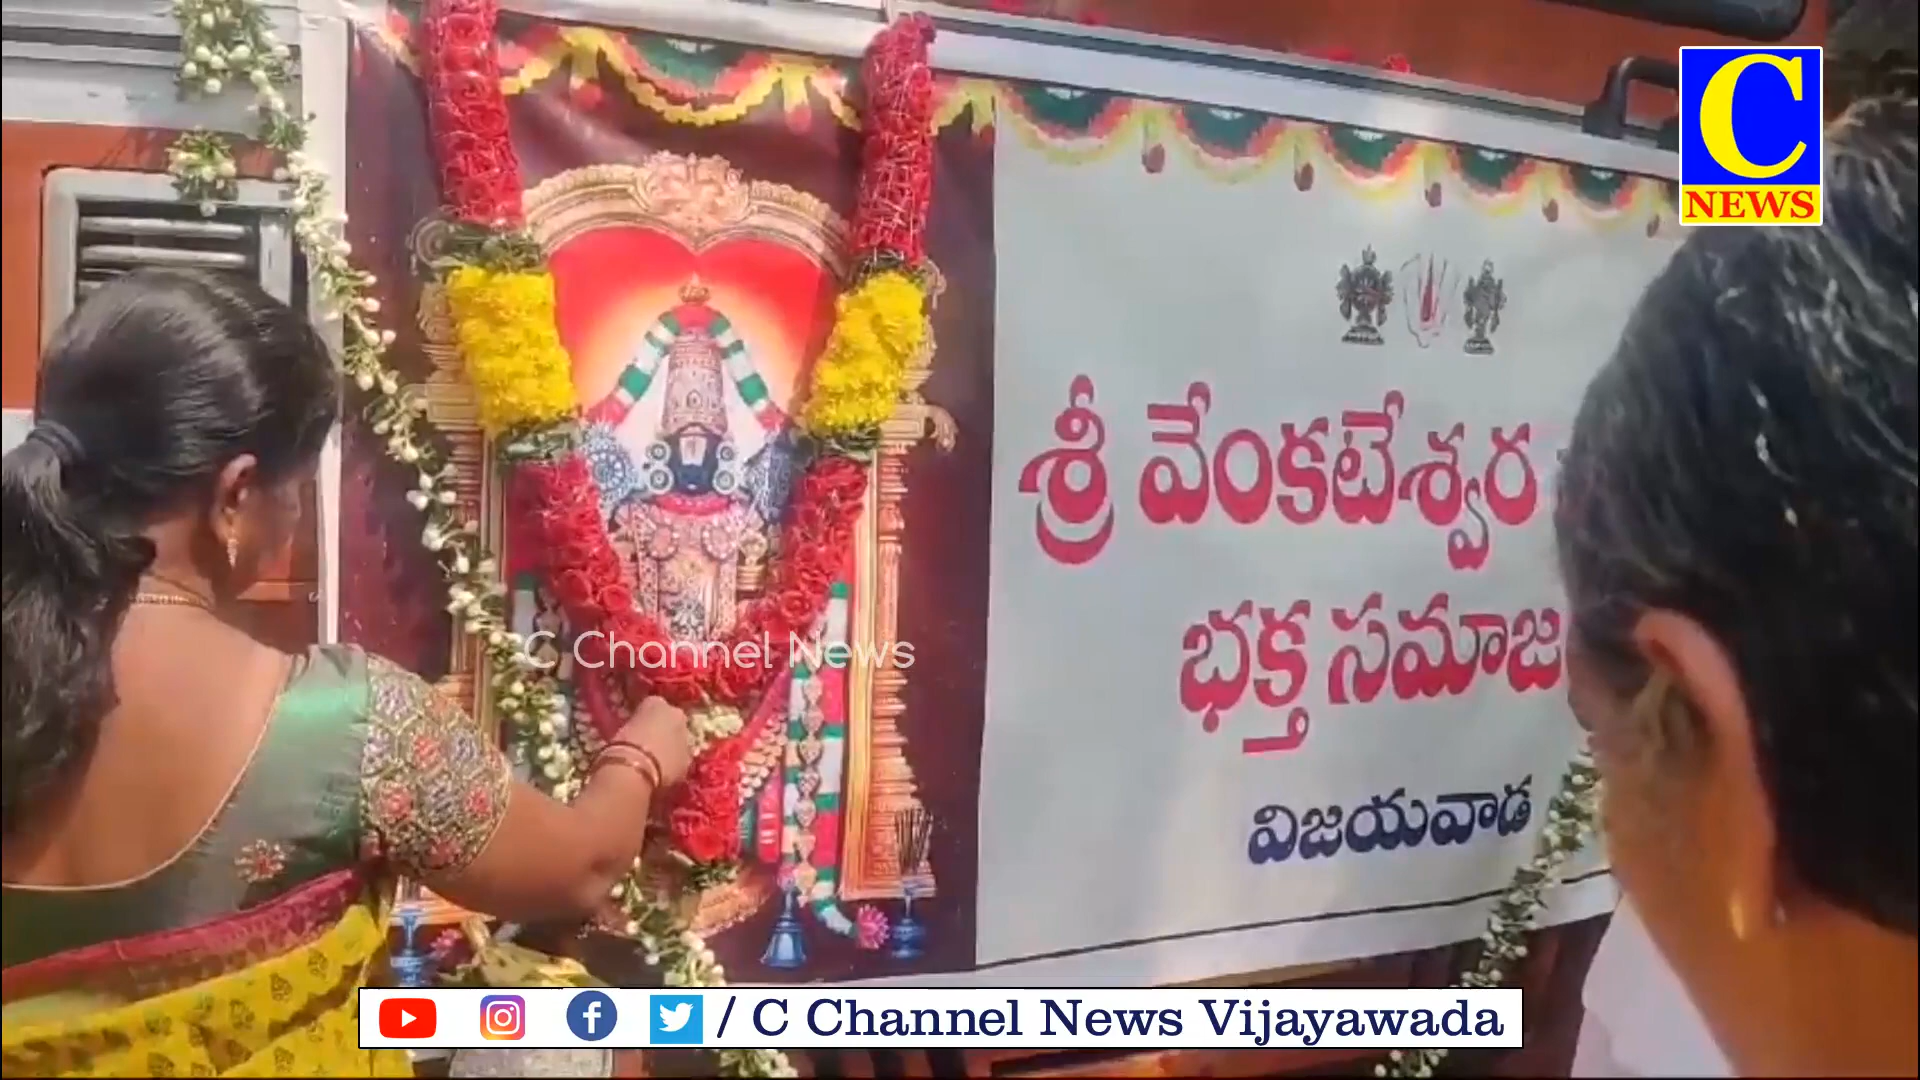 C
NEWS
శ్రీ వేంకటేశ్వర
భక్త సమాజ
విజయవాడ
C Channel News
/ C Channel News Vijayawada